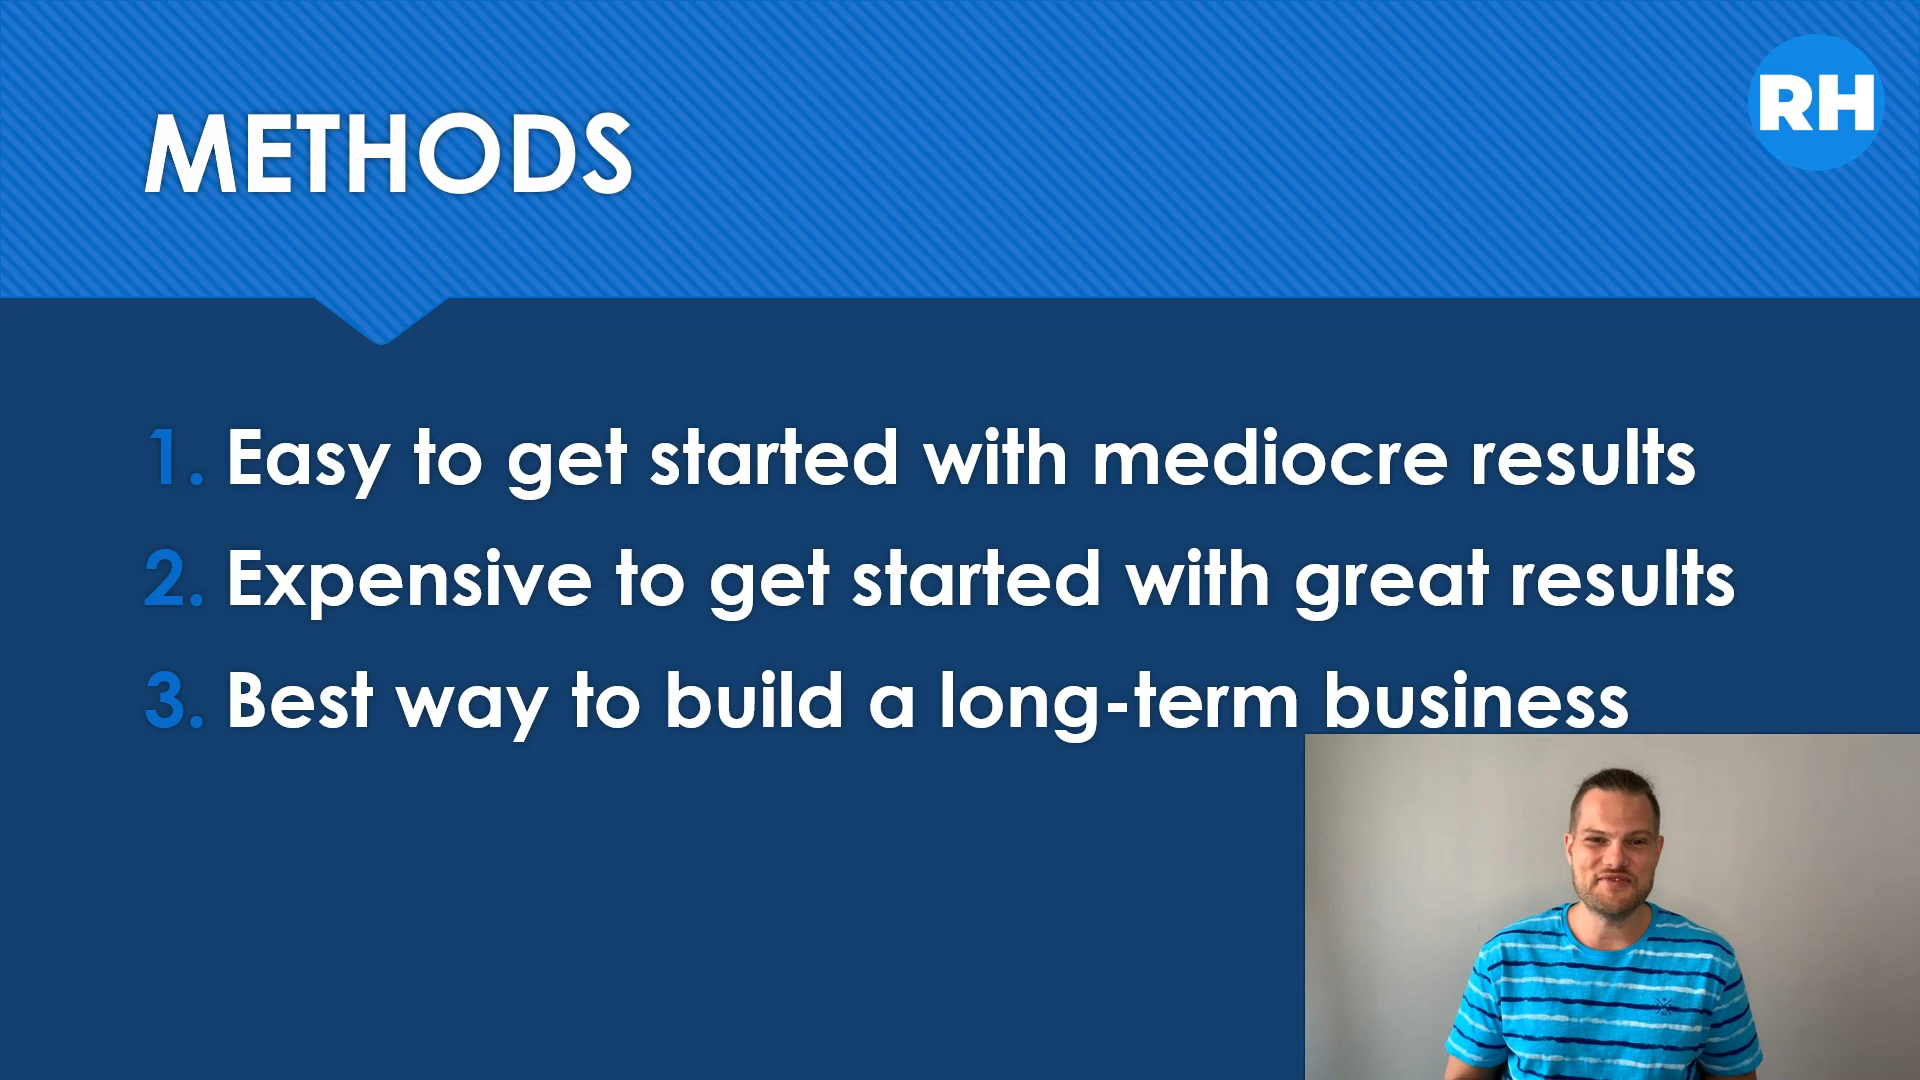 RH
METHODS
1. Easy to get started with mediocre results
2. Expensive to get started with great results
3. Best way to build a long-term business